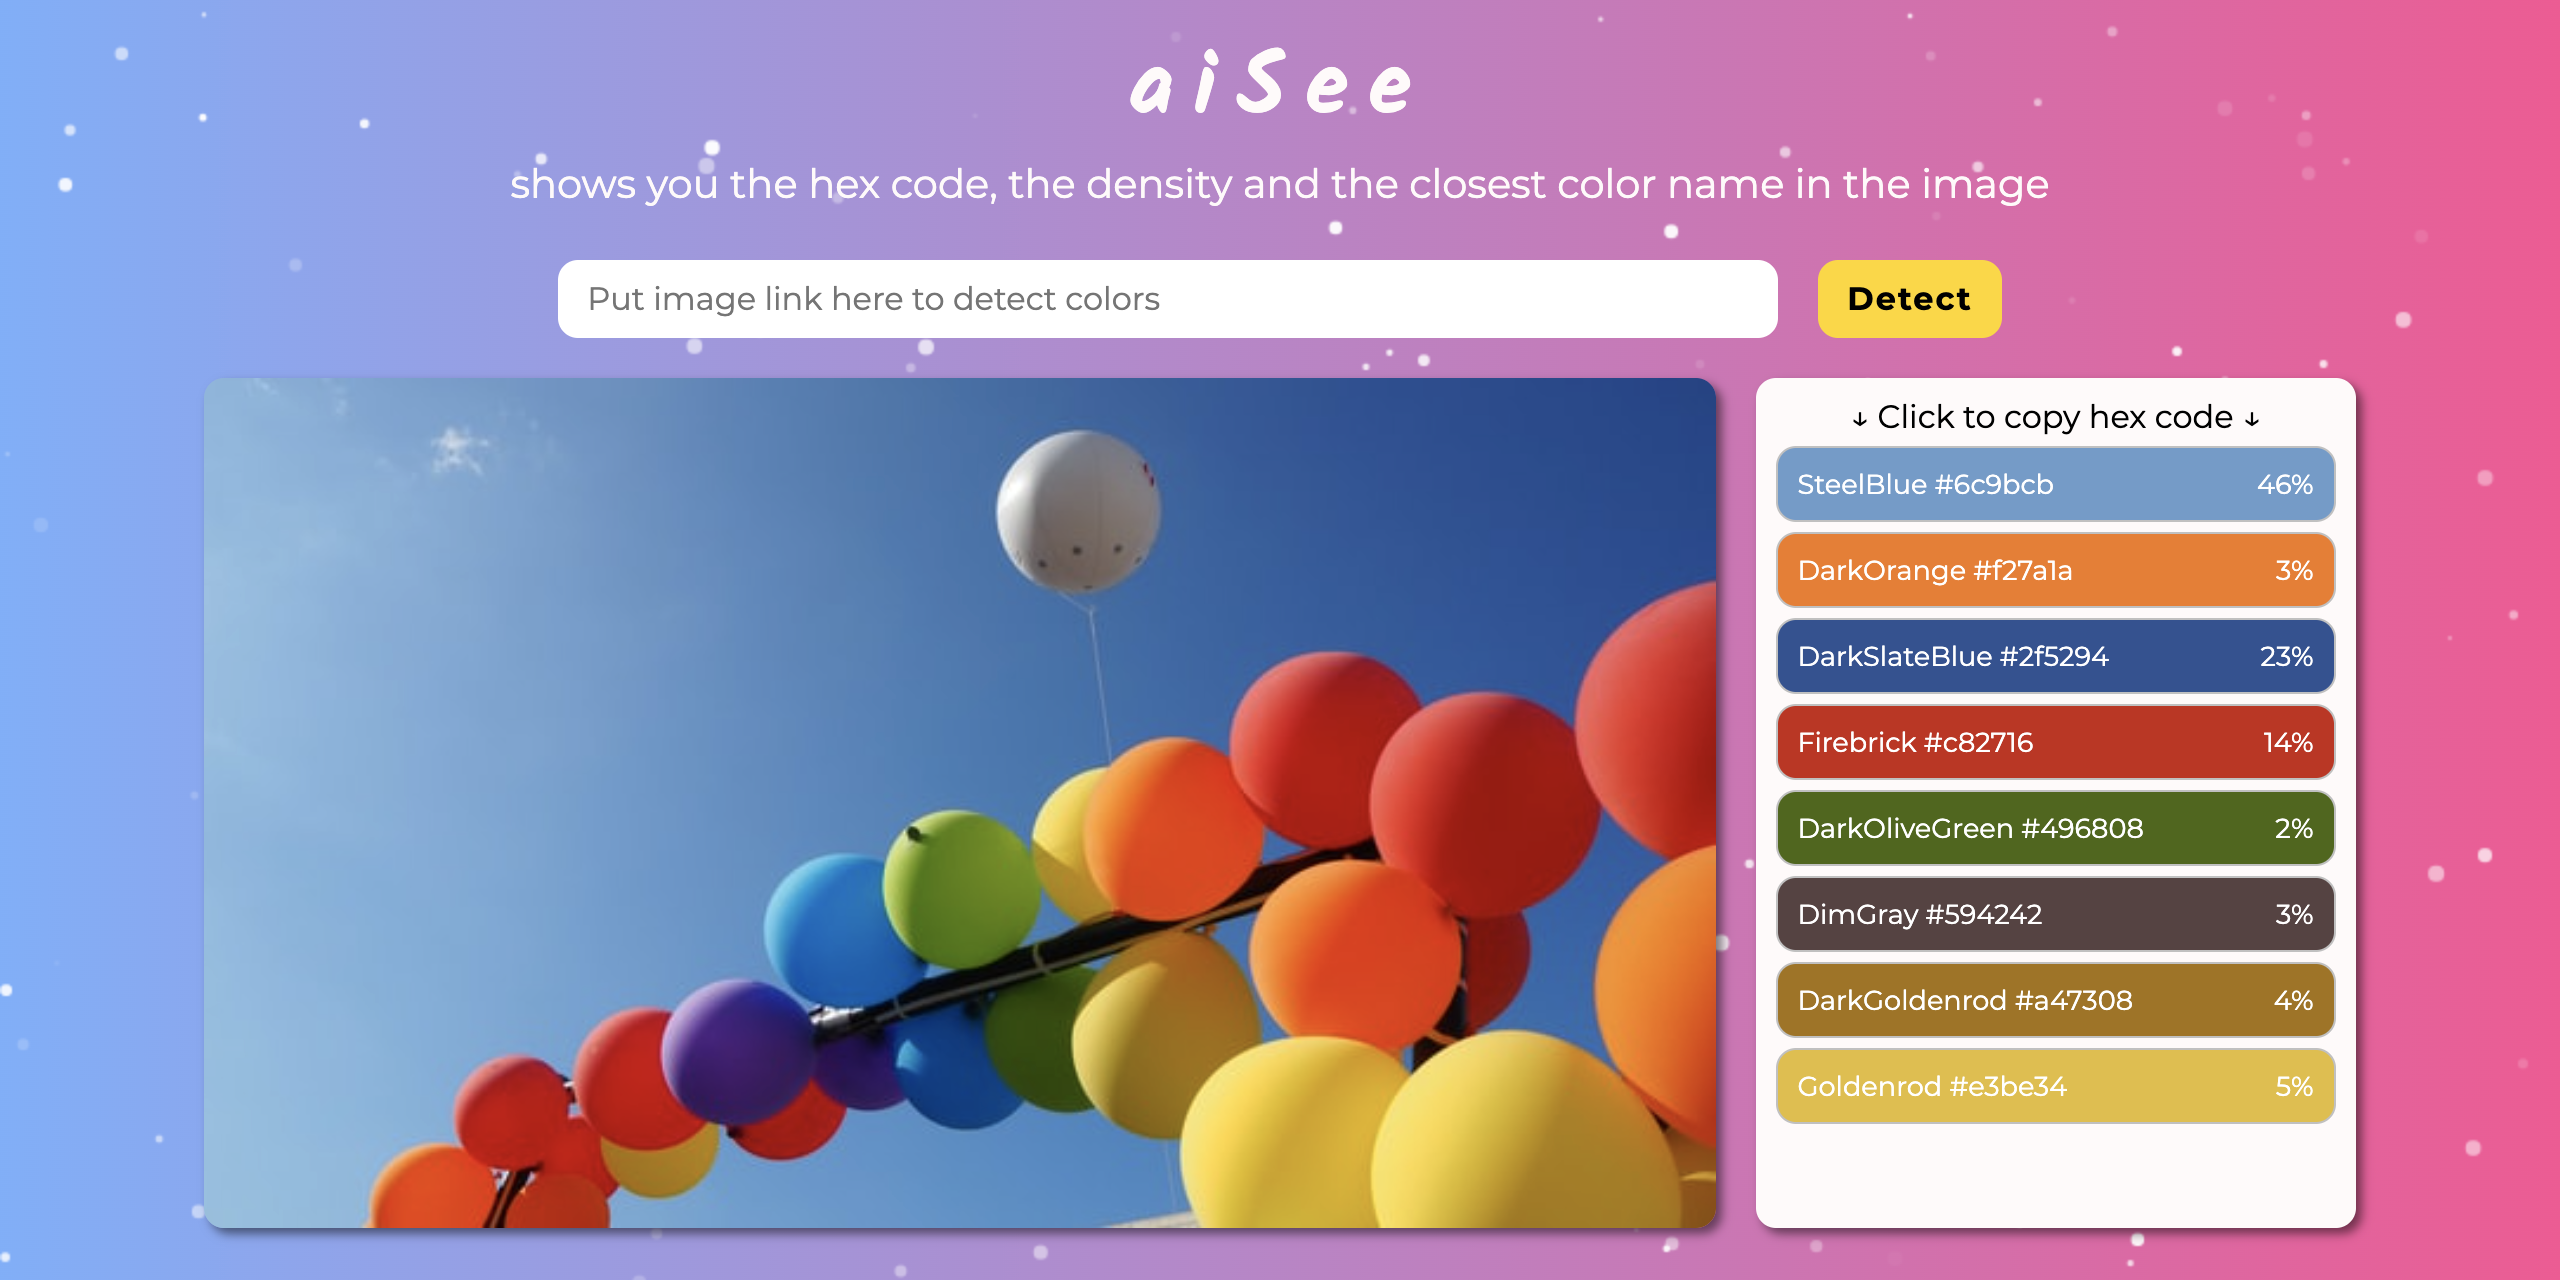 aiSee
shows you the hex code, the density and the closest color name in the image
Put image link here to detect colors
Detect
↓ Click to copy hex code ↓
SteelBlue #6c9bcb 46%
DarkOrange #f27a1a 3%
DarkSlateBlue #2f5294 23%
Firebrick #c82716 14%
DarkOliveGreen #496808 2%
DimGray #594242 3%
DarkGoldenrod #a47308 4%
Goldenrod #e3be34 5%